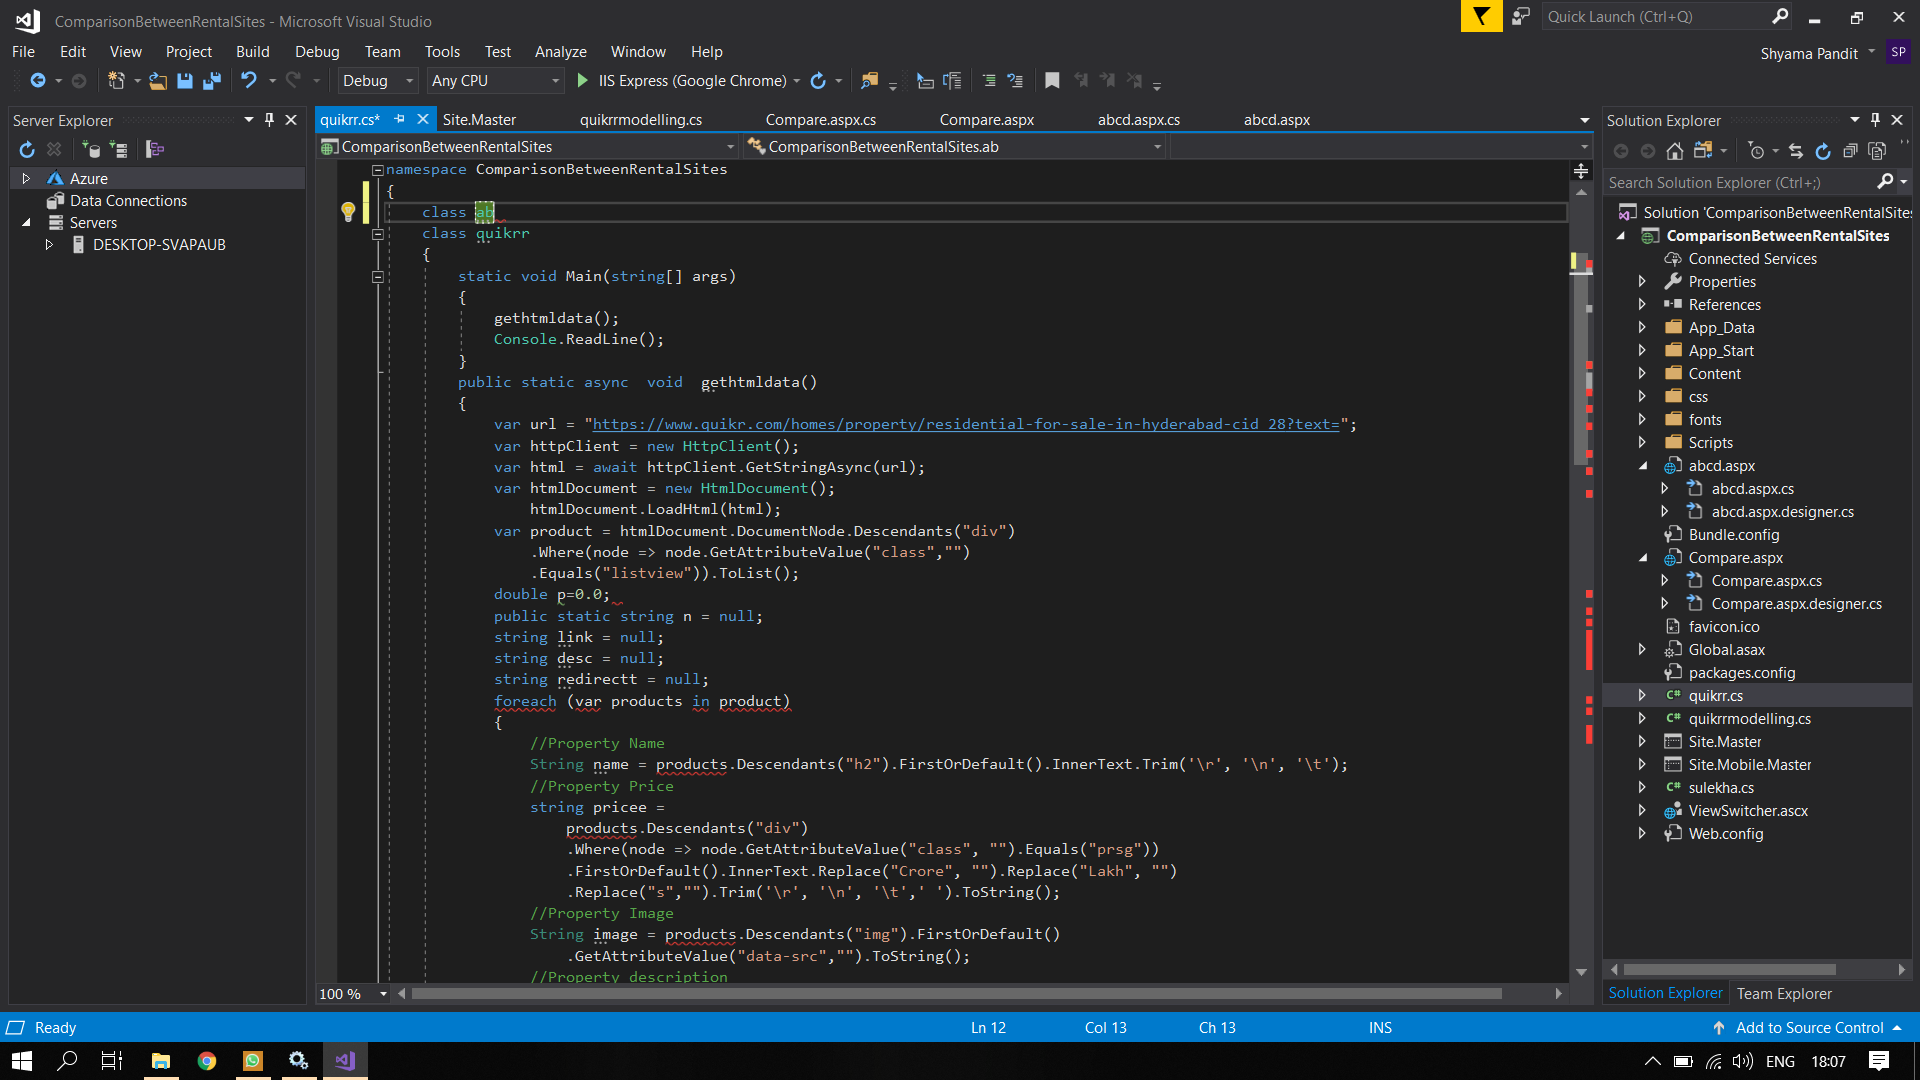 ComparisonBetweenRentalSites - Microsoft Visual Studio
Quick Launch (Ctrl+Q)
File Edit View Project Build Debug Team Tools Test Analyze Window Help
Shyama Pandit SP
Debug Any CPU IIS Express (Google Chrome)
Server Explorer
Azure
Data Connections
Servers
DESKTOP-SVAPAUB
quikrr.cs* Site.Master quikrrmodelling.cs Compare.aspx.cs Compare.aspx abcd.aspx.cs abcd.aspx
ComparisonBetweenRentalSites ComparisonBetweenRentalSites.ab
namespace ComparisonBetweenRentalSites
{
class ab
class quikrr
{
static void Main(string[] args)
{
gethtmldata();
Console.ReadLine();
}
public static async void gethtmldata()
{
var url = "https://www.quikr.com/homes/property/residential-for-sale-in-hyderabad-cid_28?text=";
var httpClient = new HttpClient();
var html = await httpClient.GetStringAsync(url);
var htmlDocument = new HtmlDocument();
htmlDocument.LoadHtml(html);
var product = htmlDocument.DocumentNode.Descendants("div")
.Where(node => node.GetAttributeValue("class","")
.Equals("listview")).ToList();
double p=0.0;
public static string n = null;
string link = null;
string desc = null;
string redirectt = null;
foreach (var products in product)
{
//Property Name
String name = products.Descendants("h2").FirstOrDefault().InnerText.Trim('\r', '\n', '\t');
//Property Price
string pricee =
products.Descendants("div")
.Where(node => node.GetAttributeValue("class", "").Equals("prsg"))
.FirstOrDefault().InnerText.Replace("Crore", "").Replace("Lakh", "")
.Replace("s","").Trim('\r', '\n', '\t',' ').ToString();
//Property Image
String image = products.Descendants("img").FirstOrDefault()
.GetAttributeValue("data-src","").ToString();
//Property description
100 %
Solution Explorer
Search Solution Explorer (Ctrl+;)
Solution 'ComparisonBetweenRentalSites
ComparisonBetweenRentalSites
Connected Services
Properties
References
App_Data
App_Start
Content
css
fonts
Scripts
abcd.aspx
abcd.aspx.cs
abcd.aspx.designer.cs
Bundle.config
Compare.aspx
Compare.aspx.cs
Compare.aspx.designer.cs
favicon.ico
Global.asax
packages.config
C# quikrr.cs
C# quikrrmodelling.cs
Site.Master
Site.Mobile.Master
C# sulekha.cs
ViewSwitcher.ascx
Web.config
Solution Explorer Team Explorer
Ready Ln 12 Col 13 Ch 13 INS Add to Source Control
ENG 18:07